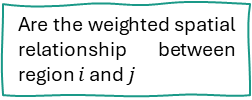 Are the weighted spatial
relationship between
region i and j